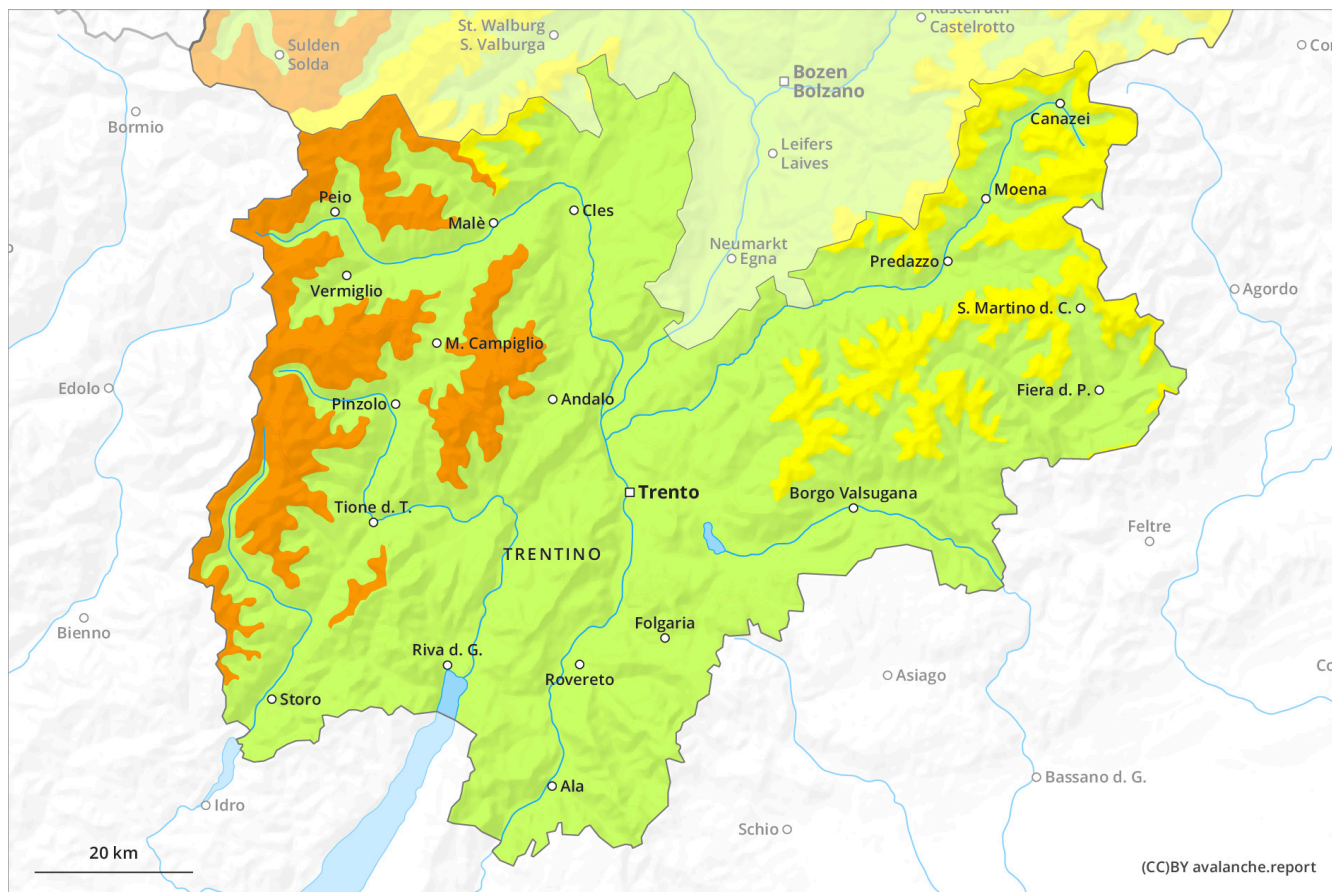 Castelrotto
St. Walburg
S. Valburga
Sulden
Solda
Bozen
Bolzano
Bormio
Canazei
Leifers
Laives
Moena
Peio
Cles
Malè
Neumarkt
Egna
Predazzo
Vermiglio
Agordo
S. Martino d. C.
M. Campiglio
Edolo
Fiera d. P.
Andalo
Pinzolo
Trento
Borgo Valsugana
Tione d. T.
Feltre
TRENTINO
Bienno
Folgaria
Riva d. G.
Asiago
Rovereto
Storo
Bassano d. G.
Ala
Idro
Schio
20 km
(CC)BY avalanche.report